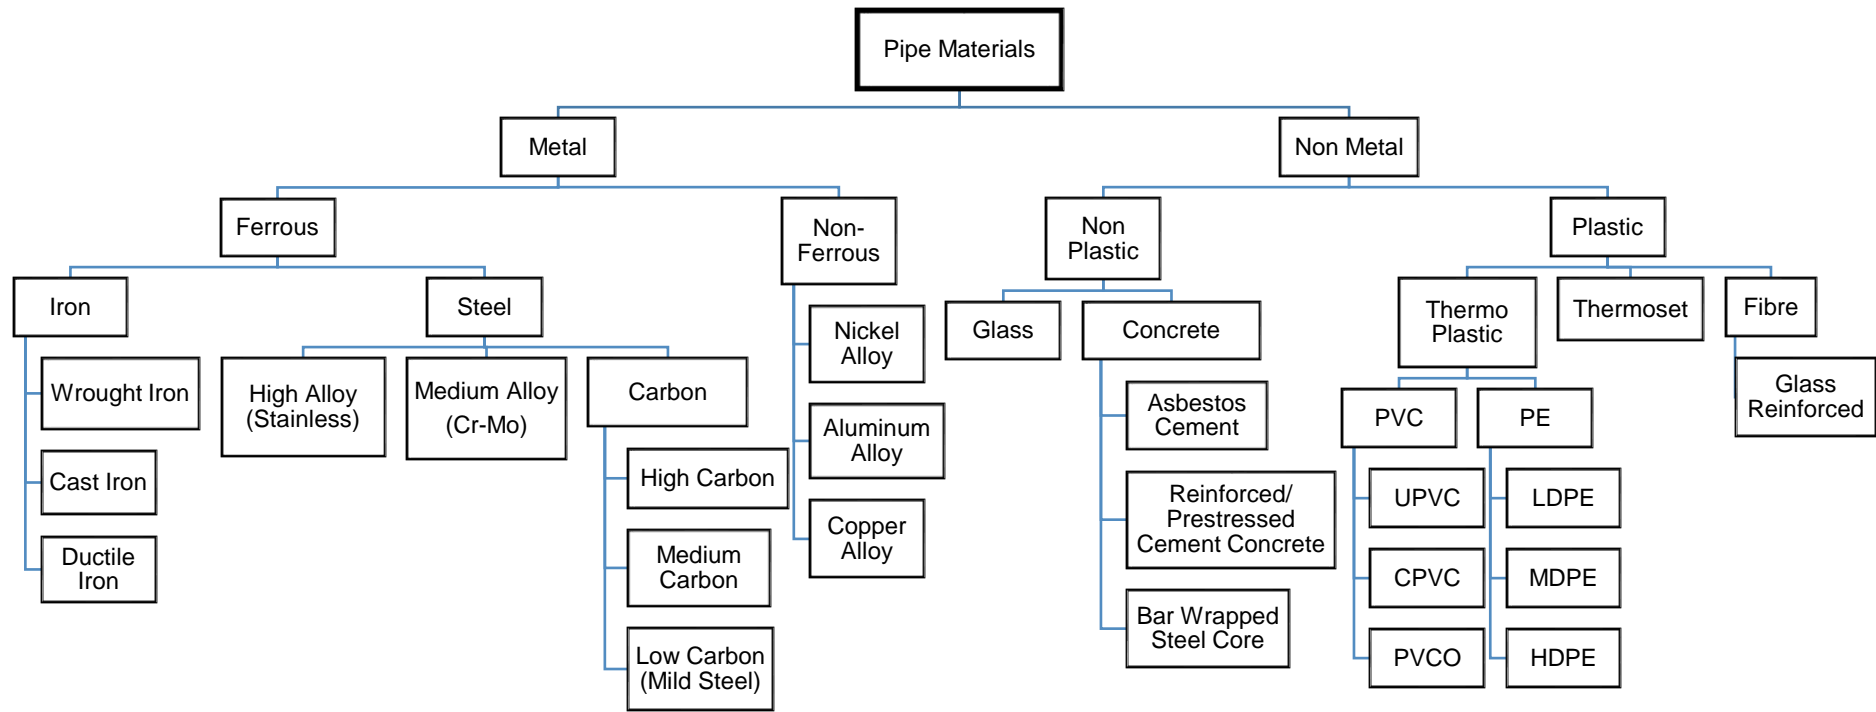 Pipe Materials
Metal
Non Metal
Ferrous
Non-
Ferrous
Non
Plastic
Plastic
Iron
Steel
Nickel
Alloy
Aluminum
Alloy
Copper
Alloy
Glass
Concrete
Thermo
Plastic
Thermoset
Fibre
Wrought Iron
Cast Iron
Ductile
Iron
High Alloy
(Stainless)
Medium Alloy
(Cr-Mo)
Carbon
High Carbon
Medium
Carbon
Low Carbon
(Mild Steel)
Asbestos
Cement
Reinforced/
Prestressed
Cement Concrete
Bar Wrapped
Steel Core
PVC
PE
UPVC
CPVC
PVCO
LDPE
MDPE
HDPE
Glass
Reinforced